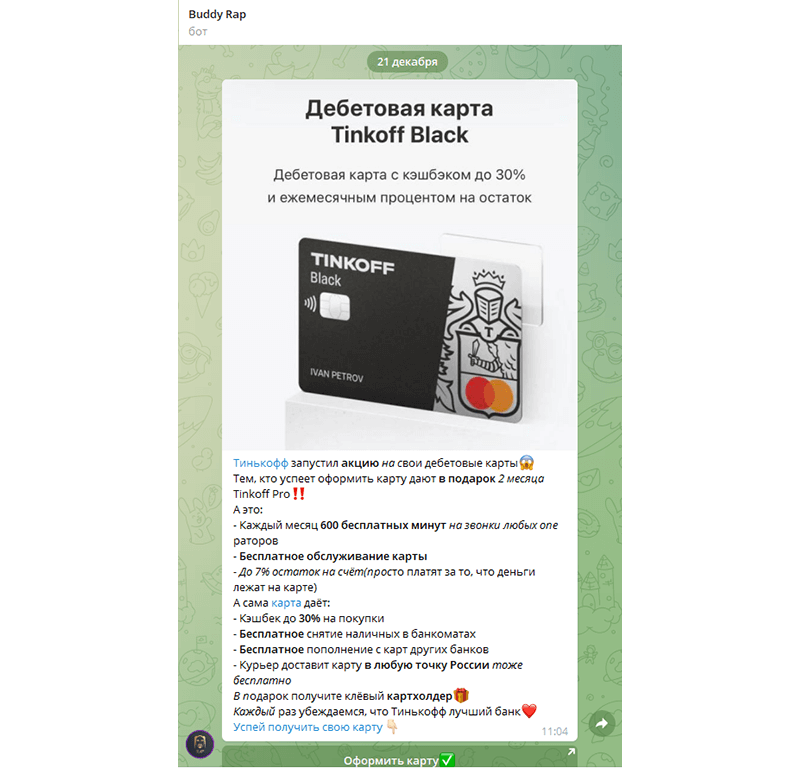 Buddy Rap
бот
21 декабря
Дебетовая карта
Tinkoff Black
Дебетовая карта с кэшбэком до 30%
и ежемесячным процентом на остаток
TINKOFF
Black
T
IVAN PETROV
Тинькофф запустил акцию на свои дебетовые карты😱
Тем, кто успеет оформить карту дают в подарок 2 месяца
Tinkoff Pro‼️
А это:
- Каждый месяц 600 бесплатных минут на звонки любых опе
раторов
- Бесплатное обслуживание карты
- До 7% остаток на счёт(просто платят за то, что деньги
лежат на карте)
А сама карта даёт:
- Кэшбек до 30% на покупки
- Бесплатное снятие наличных в банкоматах
- Бесплатное пополнение с карт других банков
- Курьер доставит карту в любую точку России тоже
бесплатно
В подарок получите клёвый картхолдер🎁
Каждый раз убеждаемся, что Тинькофф лучший банк❤️
Успей получить свою карту 👇🏻
11:04
Оформить карту✅